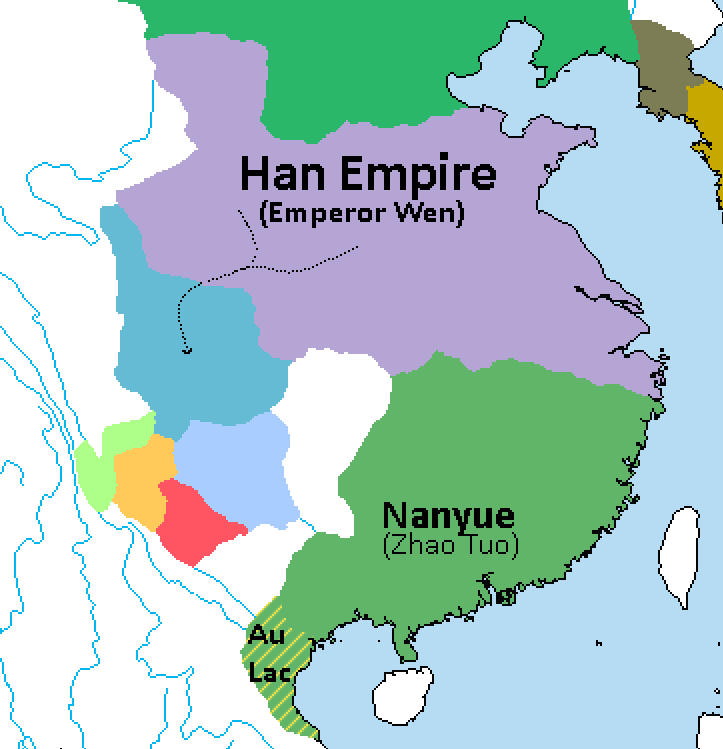 Han Empire
(Emperor Wen)
Nanyue
(Zhao Tuo)
Au
Lac